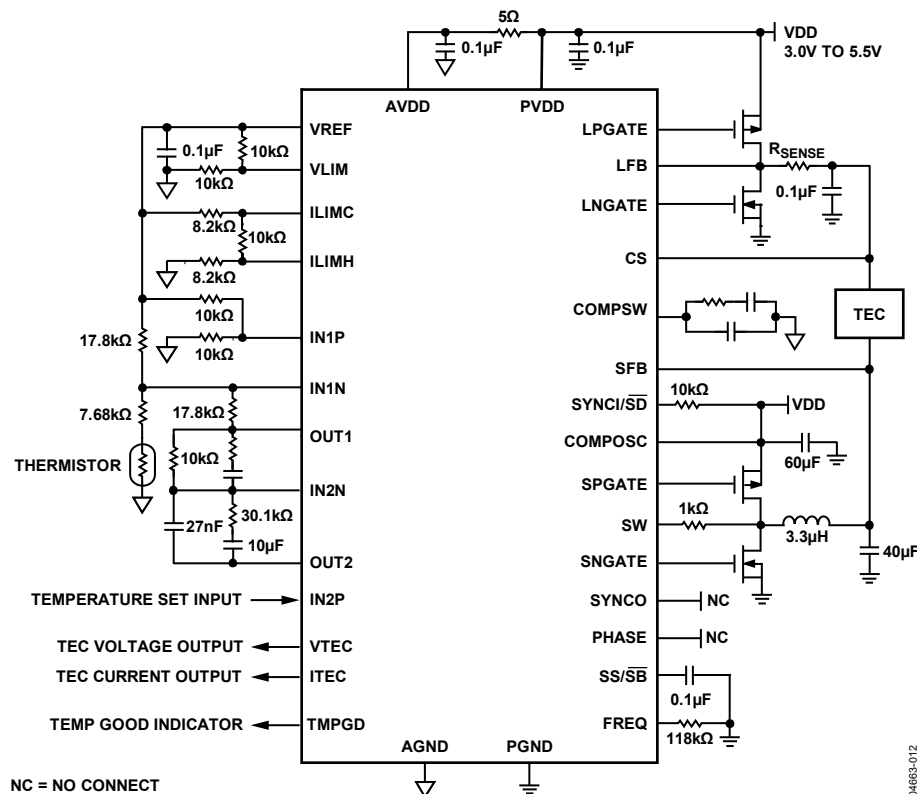 5Ω
VDD
3.0V TO 5.5V
0.1µF
0.1µF
AVDD
PVDD
VREF
LPGATE
0.1µF
10kΩ
RSENSE
VLIM
LFB
10kΩ
0.1µF
ILIMC
LNGATE
8.2kΩ
10kΩ
ILIMH
CS
8.2kΩ
10kΩ
COMPSW
TEC
17.8kΩ
IN1P
10kΩ
SFB
IN1N
SYNCI/SD
10kΩ
VDD
7.68kΩ
17.8kΩ
OUT1
COMPOSC
60µF
THERMISTOR
10kΩ
IN2N
SPGATE
27nF
30.1kΩ
SW
1kΩ
3.3µH
10µF
40µF
OUT2
SNGATE
TEMPERATURE SET INPUT
IN2P
SYNCO
NC
TEC VOLTAGE OUTPUT
VTEC
PHASE
NC
TEC CURRENT OUTPUT
ITEC
SS/SB
0.1µF
TEMP GOOD INDICATOR
TMPGD
FREQ
118kΩ
AGND
PGND
NC = NO CONNECT
04663-012